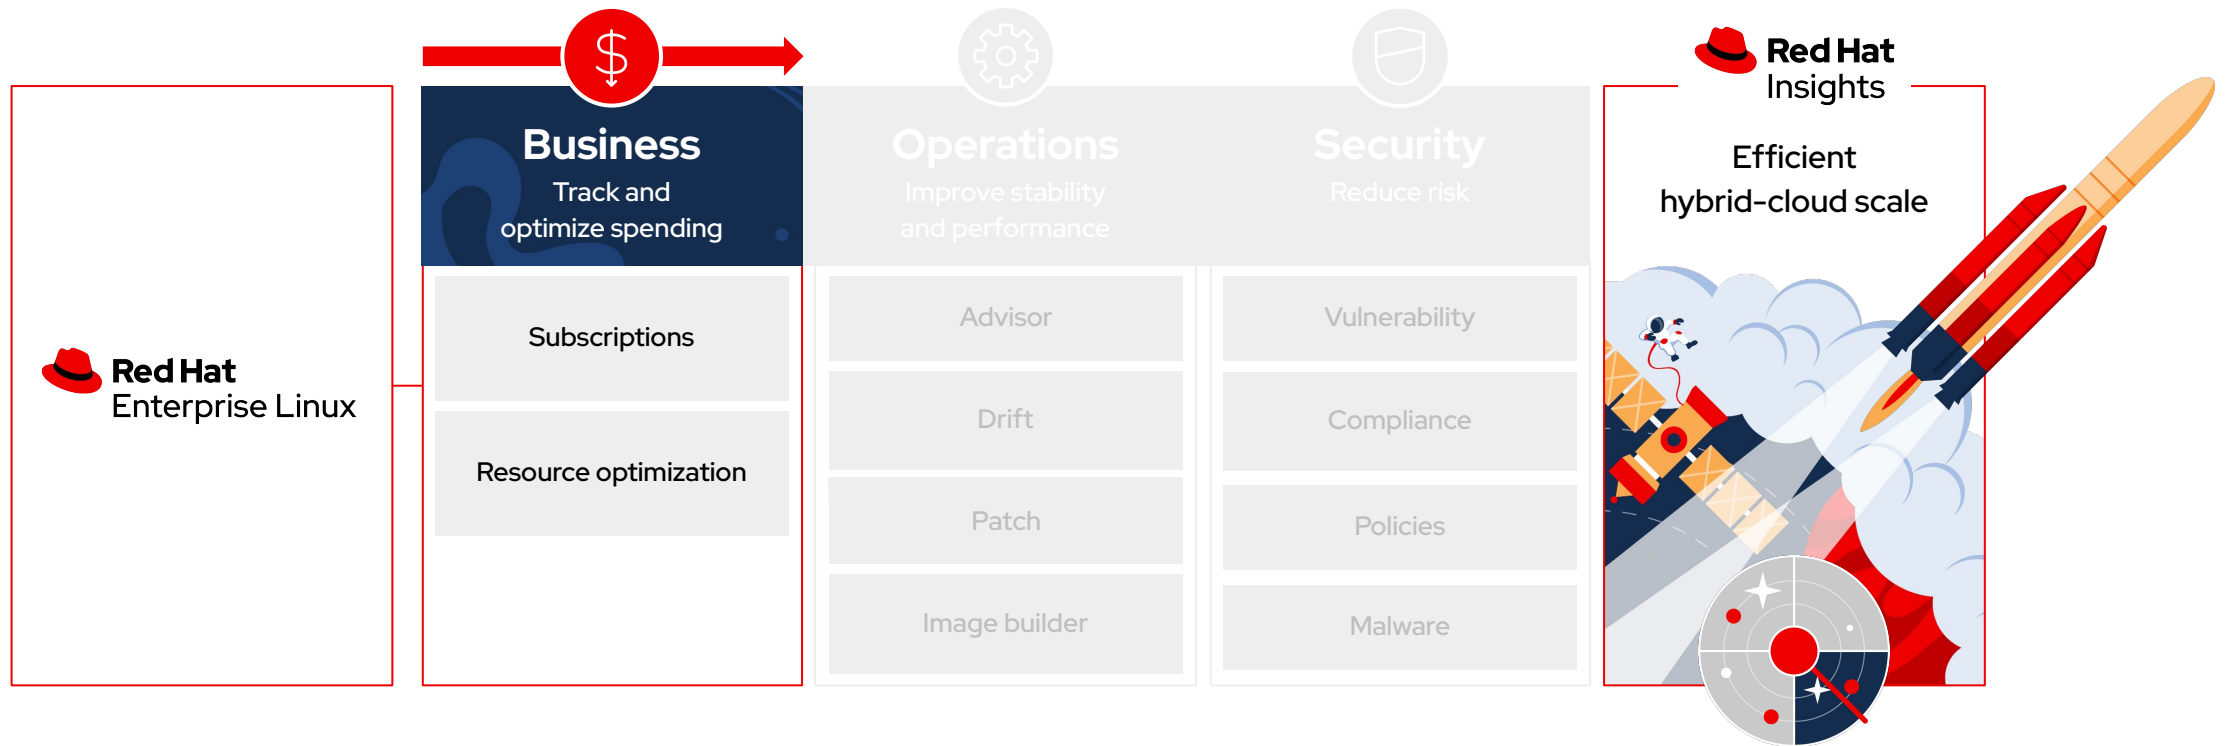 Red Hat
Enterprise Linux
Business
Track and
optimize spending
Subscriptions
Resource optimization
Operations
Improve stability
and performance
Advisor
Drift
Patch
Image builder
Security
Reduce risk
Vulnerability
Compliance
Policies
Malware
Red Hat
Insights
Efficient
hybrid-cloud scale